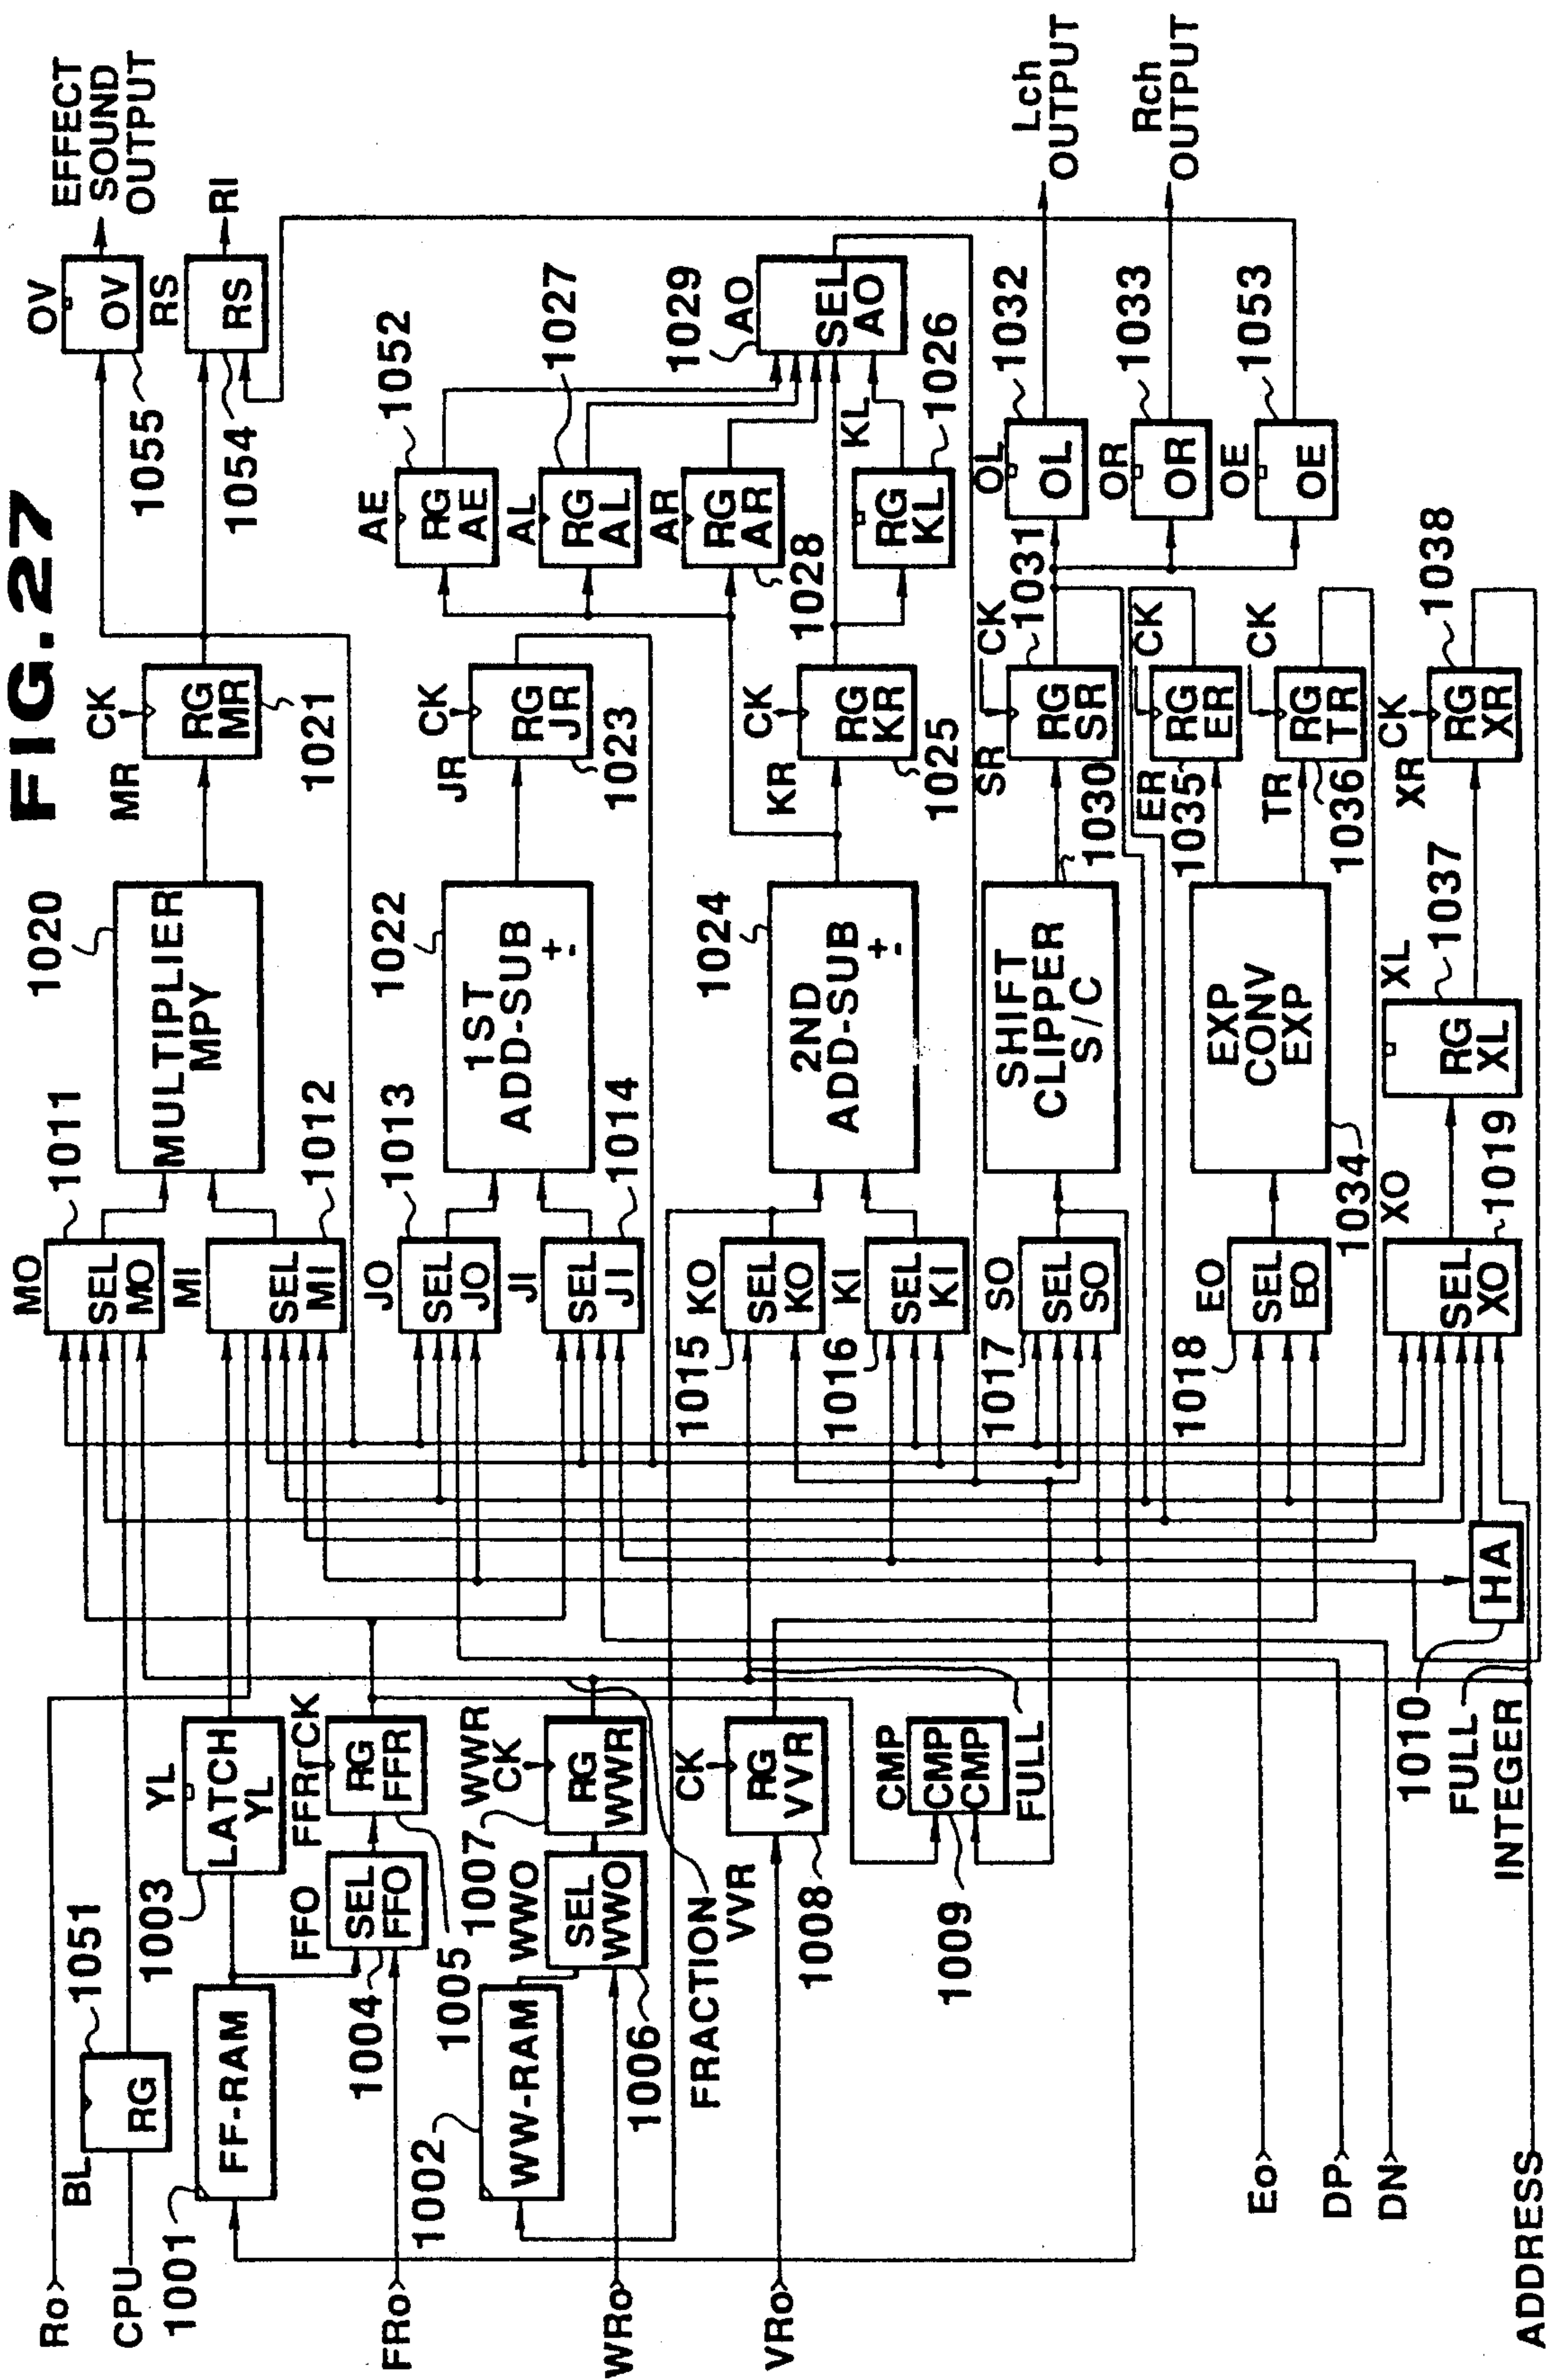 FIG.27
Ro
CPU
BL
RG
1051
1001
FF-RAM
YL
LATCH
YL
1003
FFO
SEL
FFO
1004
FFR
CK
RG
FFR
1005
FRo
1002
WW-RAM
WWO
SEL
WWO
1006
WWR
CK
RG
WWR
1007
WRo
FRACTION
VVR
CK
RG
VVR
1008
VRo
CMP
CMP
CMP
1009
FULL
Eo
DP
DN
ADDRESS
FULL
INTEGER
HA
1010
MO
SEL
MO
1011
MI
SEL
MI
1012
JO
SEL
JO
1013
JI
SEL
JI
1014
KO
SEL
KO
1015
KI
SEL
KI
1016
SO
SEL
SO
1017
EO
SEL
EO
1018
XO
SEL
XO
1019
1020
MULTIPLIER
MPY
1022
1ST
ADD-SUB
+-
1024
2ND
ADD-SUB
+-
SHIFT
CLIPPER
S/C
1030
EXP
CONV
EXP
1034
XL
RG
XL
1037
MR
CK
RG
MR
1021
JR
CK
RG
JR
1023
KR
CK
RG
KR
1025
SR
CK
RG
SR
1031
ER
CK
RG
ER
1035
TR
CK
RG
TR
1036
XR
CK
RG
XR
1038
AE
RG
AE
1052
AL
RG
AL
1027
AR
RG
AR
1028
KL
RG
KL
1026
AO
SEL
AO
1029
OL
OL
1032
OR
OR
1033
OE
OE
1053
OV
OV
1055
RS
RS
1054
EFFECT
SOUND
OUTPUT
RI
Lch
OUTPUT
Rch
OUTPUT